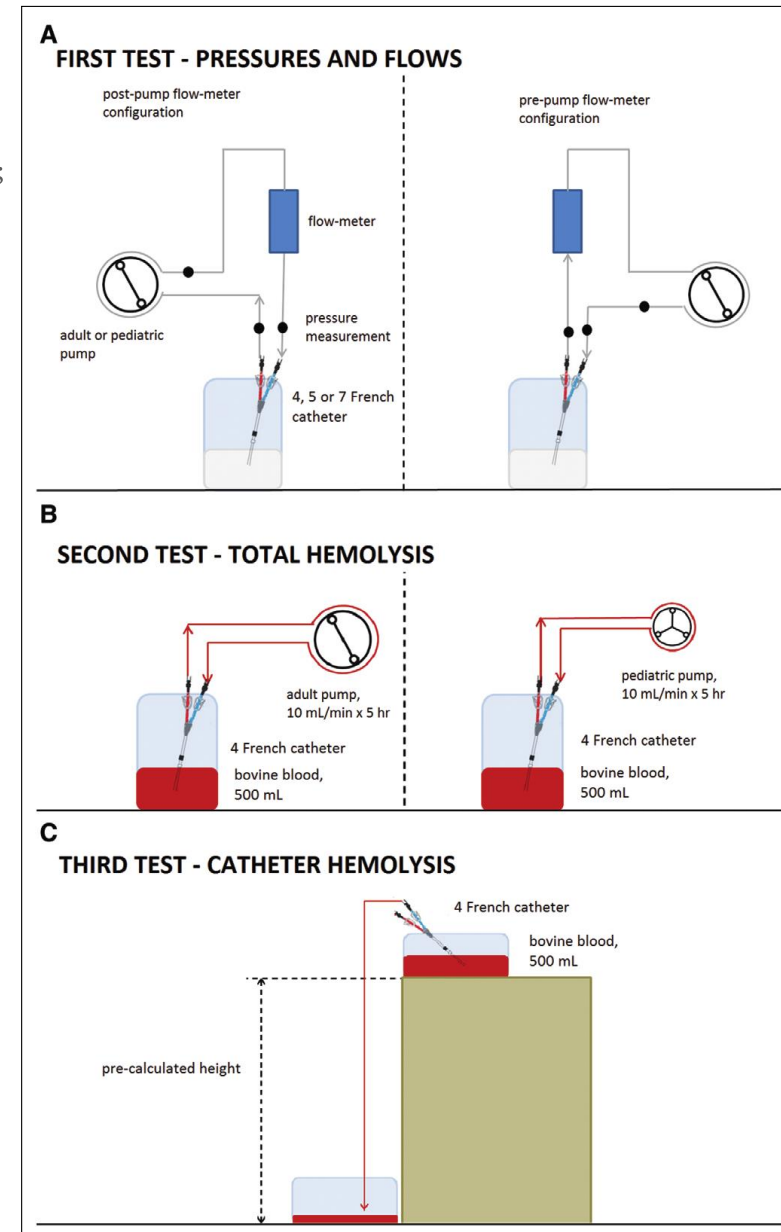 A
FIRST TEST - PRESSURES AND FLOWS
post-pump flow-meter
configuration
flow-meter
adult or pediatric
pump
pressure
measurement
4, 5 or 7 French
catheter
pre-pump flow-meter
configuration
B
SECOND TEST - TOTAL HEMOLYSIS
adult pump,
10 mL/min x 5 hr
4 French catheter
bovine blood,
500 mL
pediatric pump,
10 mL/min x 5 hr
4 French catheter
bovine blood,
500 mL
C
THIRD TEST - CATHETER HEMOLYSIS
4 French catheter
bovine blood,
500 mL
pre-calculated height